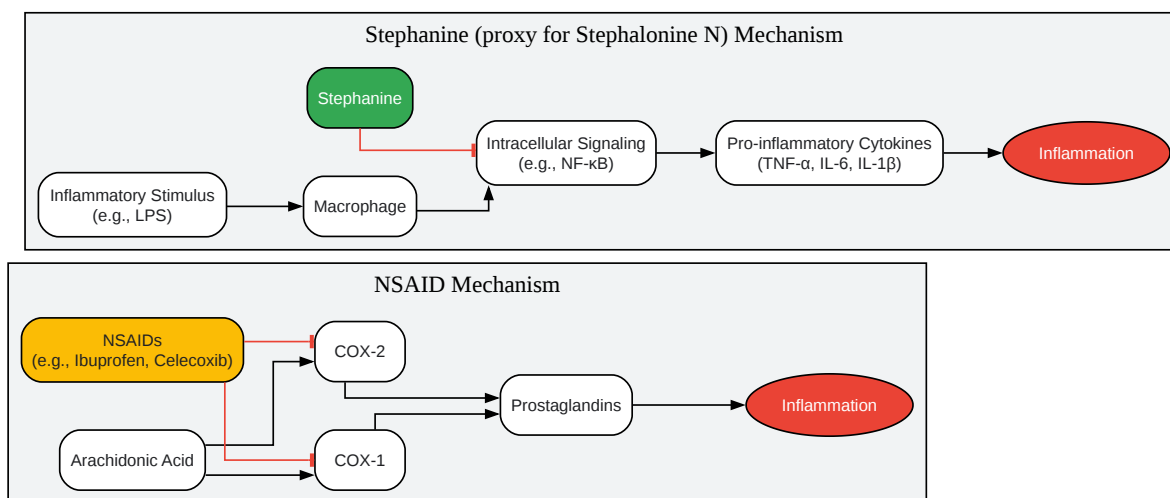 Stephanine (proxy for Stephalonine N) Mechanism
Stephanine
Intracellular Signaling
(e.g., NF-κB)
Pro-inflammatory Cytokines
(TNF-α, IL-6, IL-1β)
Inflammation
Inflammatory Stimulus
(e.g., LPS)
Macrophage
NSAID Mechanism
NSAIDs
(e.g., Ibuprofen, Celecoxib)
COX-2
Prostaglandins
Inflammation
Arachidonic Acid
COX-1